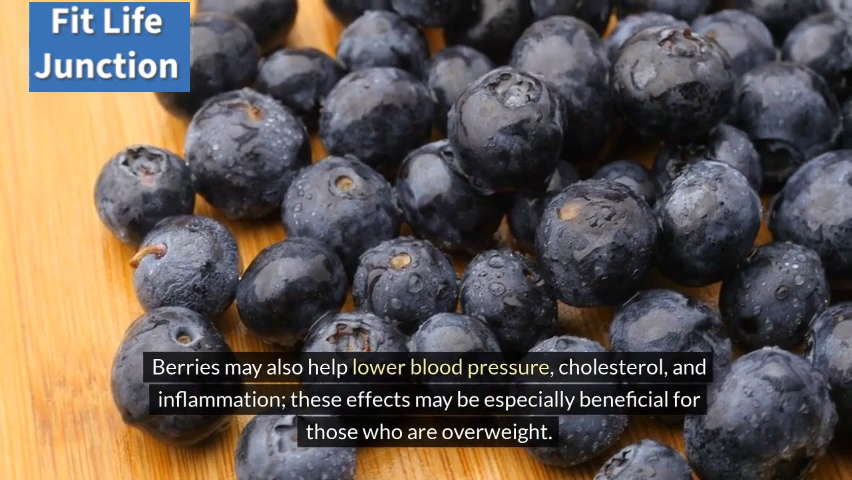 Fit Life
Junction
Berries may also help lower blood pressure, cholesterol, and
inflammation; these effects may be especially beneficial for
those who are overweight.